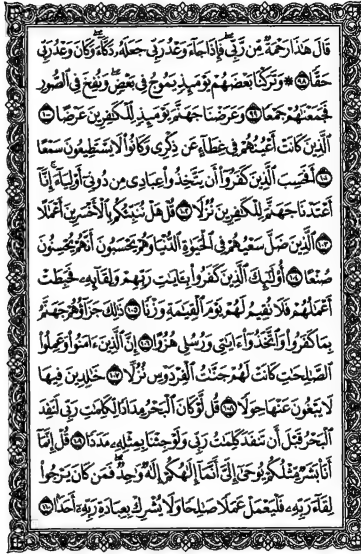 قَالَ هَٰذَا رَحْمَةٌ مِّن رَّبِّي فَإِذَا جَاءَ وَعْدُ رَبِّي جَعَلَهُ دَكَّاءَ وَكَانَ وَعْدُ رَبِّي
حَقًّا ٩٨ ۞ وَتَرَكْنَا بَعْضَهُمْ يَوْمَئِذٍ يَمُوجُ فِي بَعْضٍ وَنُفِخَ فِي الصُّورِ
فَجَمَعْنَاهُمْ جَمْعًا ٩٩ وَعَرَضْنَا جَهَنَّمَ يَوْمَئِذٍ لِّلْكَافِرِينَ عَرْضًا ١٠٠
الَّذِينَ كَانَتْ أَعْيُنُهُمْ فِي غِطَاءٍ عَن ذِكْرِي وَكَانُوا لَا يَسْتَطِيعُونَ سَمْعًا
١٠١ أَفَحَسِبَ الَّذِينَ كَفَرُوا أَن يَتَّخِذُوا عِبَادِي مِن دُونِي أَوْلِيَاءَ إِنَّا
أَعْتَدْنَا جَهَنَّمَ لِلْكَافِرِينَ نُزُلًا ١٠٢ قُلْ هَلْ نُنَبِّئُكُم بِالْأَخْسَرِينَ أَعْمَالًا
١٠٣ الَّذِينَ ضَلَّ سَعْيُهُمْ فِي الْحَيَاةِ الدُّنْيَا وَهُمْ يَحْسَبُونَ أَنَّهُمْ يُحْسِنُونَ
صُنْعًا ١٠٤ أُولَٰئِكَ الَّذِينَ كَفَرُوا بِآيَاتِ رَبِّهِمْ وَلِقَائِهِ فَحَبِطَتْ
أَعْمَالُهُمْ فَلَا نُقِيمُ لَهُمْ يَوْمَ الْقِيَامَةِ وَزْنًا ١٠٥ ذَٰلِكَ جَزَاؤُهُمْ جَهَنَّمُ
بِمَا كَفَرُوا وَاتَّخَذُوا آيَاتِي وَرُسُلِي هُزُوًا ١٠٦ إِنَّ الَّذِينَ آمَنُوا وَعَمِلُوا
الصَّالِحَاتِ كَانَتْ لَهُمْ جَنَّاتُ الْفِرْدَوْسِ نُزُلًا ١٠٧ خَالِدِينَ فِيهَا
لَا يَبْغُونَ عَنْهَا حِوَلًا ١٠٨ قُل لَّوْ كَانَ الْبَحْرُ مِدَادًا لِّكَلِمَاتِ رَبِّي لَنَفِدَ
الْبَحْرُ قَبْلَ أَن تَنفَدَ كَلِمَاتُ رَبِّي وَلَوْ جِئْنَا بِمِثْلِهِ مَدَدًا ١٠٩ قُلْ إِنَّمَا
أَنَا بَشَرٌ مِّثْلُكُمْ يُوحَىٰ إِلَيَّ أَنَّمَا إِلَٰهُكُمْ إِلَٰهٌ وَاحِدٌ فَمَن كَانَ يَرْجُوا
لِقَاءَ رَبِّهِ فَلْيَعْمَلْ عَمَلًا صَالِحًا وَلَا يُشْرِكْ بِعِبَادَةِ رَبِّهِ أَحَدًا ١١٠